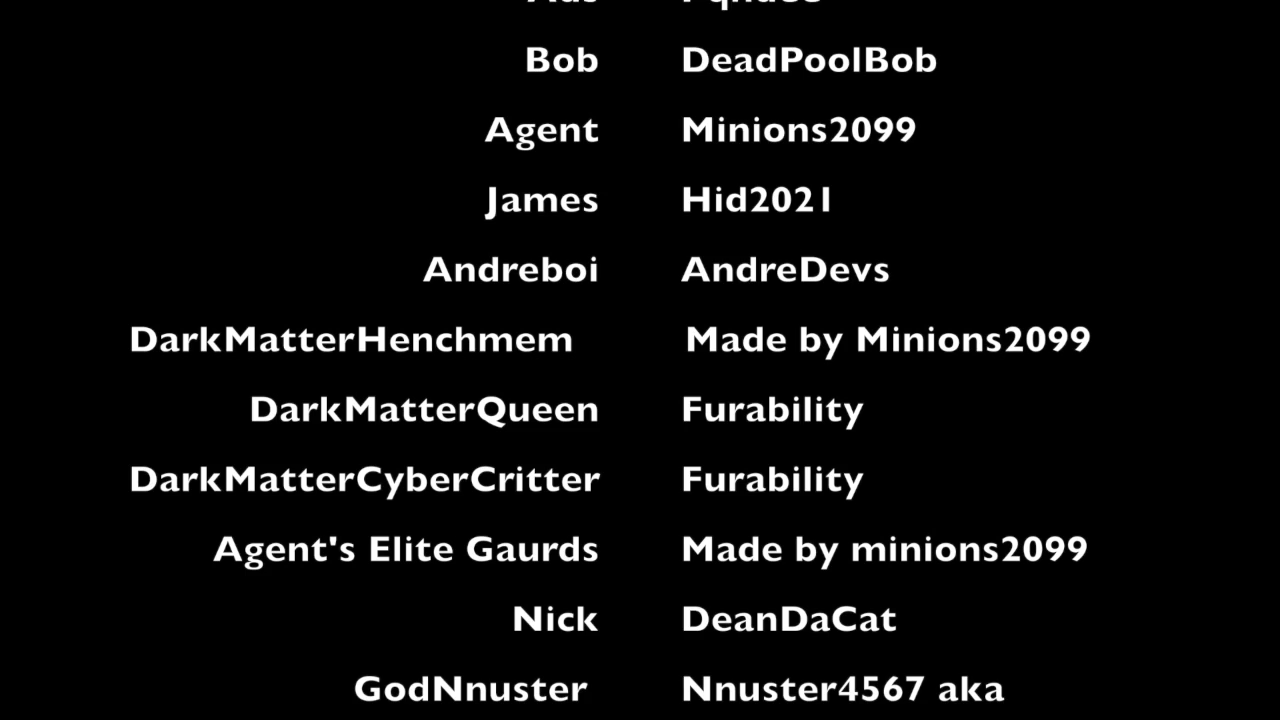 Bob DeadPoolBob
Agent Minions2099
James Hid2021
Andreboi AndreDevs
DarkMatterHenchmem Made by Minions2099
DarkMatterQueen Furability
DarkMatterCyberCritter Furability
Agent's Elite Gaurds Made by minions2099
Nick DeanDaCat
GodNnuster Nnuster4567 aka